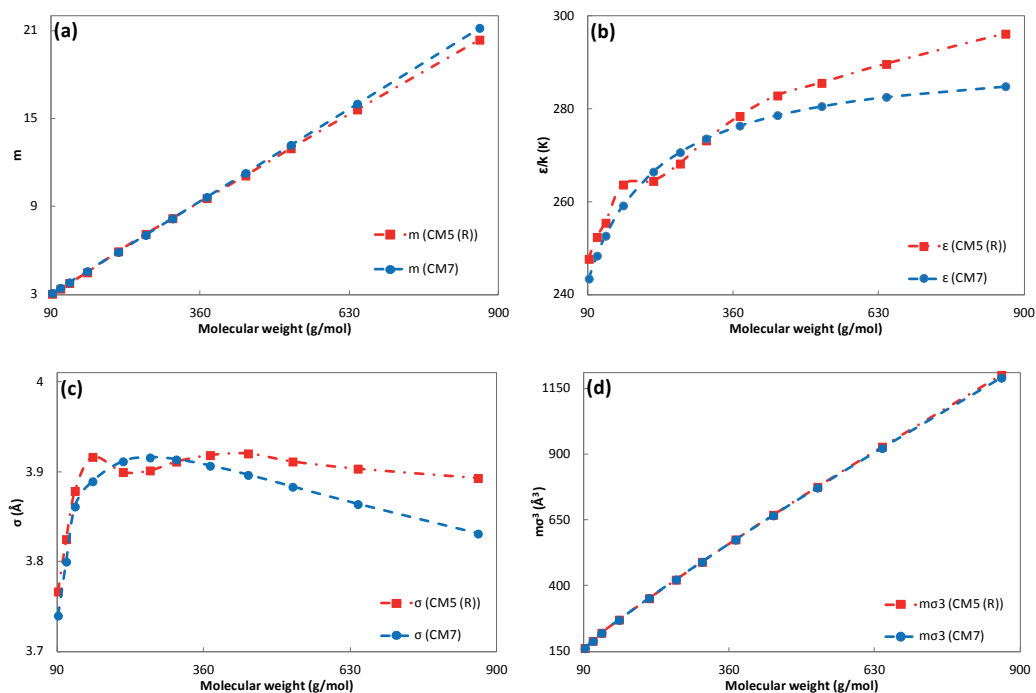 (a)
21
15
9
3
m
m (CM5 (R))
m (CM7)
90
360
630
900
Molecular weight (g/mol)
(b)
300
280
260
240
ε/k (K)
ε (CM5 (R))
ε (CM7)
90
360
630
900
Molecular weight (g/mol)
(c)
4
3.9
3.8
3.7
σ (Å)
σ (CM5 (R))
σ (CM7)
90
360
630
900
Molecular weight (g/mol)
(d)
1150
900
650
400
150
mσ³ (Å³)
mσ3 (CM5 (R))
mσ3 (CM7)
90
360
630
900
Molecular weight (g/mol)